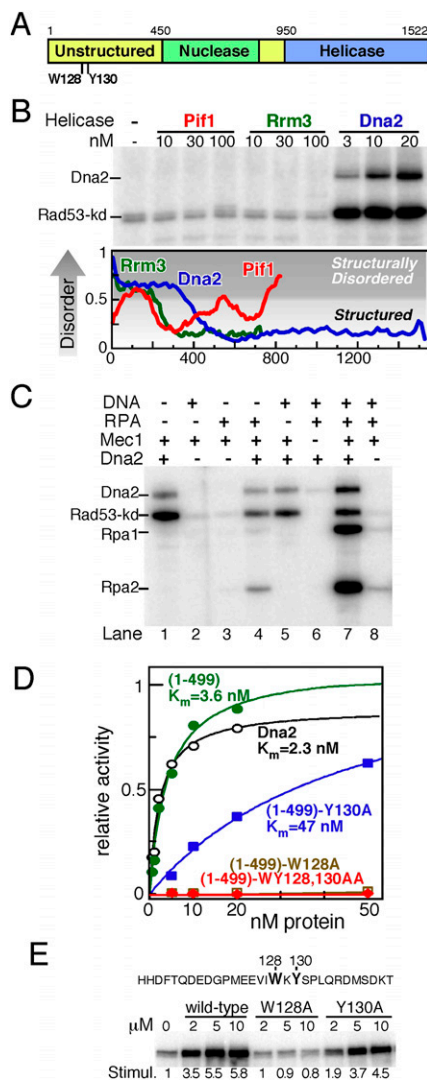 A
1 450 950 1522
Unstructured Nuclease Helicase
W128 Y130
B
Helicase - Pif1 Rrm3 Dna2
nM - 10 30 100 10 30 100 3 10 20
Dna2
Rad53-kd
Disorder
1
0.5
0
Rrm3
Dna2
Pif1
Structurally
Disordered
Structured
0 400 800 1200
C
DNA - + - - + + + +
RPA - - + + - + + +
Mec1 + + + + + - + +
Dna2 + - - + + + + -
Dna2
Rad53-kd
Rpa1
Rpa2
Lane 1 2 3 4 5 6 7 8
D
relative activity
1
0.5
0
(1-499)
Km=3.6 nM
Dna2
Km=2.3 nM
(1-499)-Y130A
Km=47 nM
(1-499)-W128A
(1-499)-WY128,130AA
0 10 20 30 40 50
nM protein
E
128 130
HHDFTQDEDGPMEEVIWKYSPLQRDMSDKT
wild-type W128A Y130A
µM 0 2 5 10 2 5 10 2 5 10
Stimul. 1 3.5 5.5 5.8 1 0.9 0.8 1.9 3.7 4.5